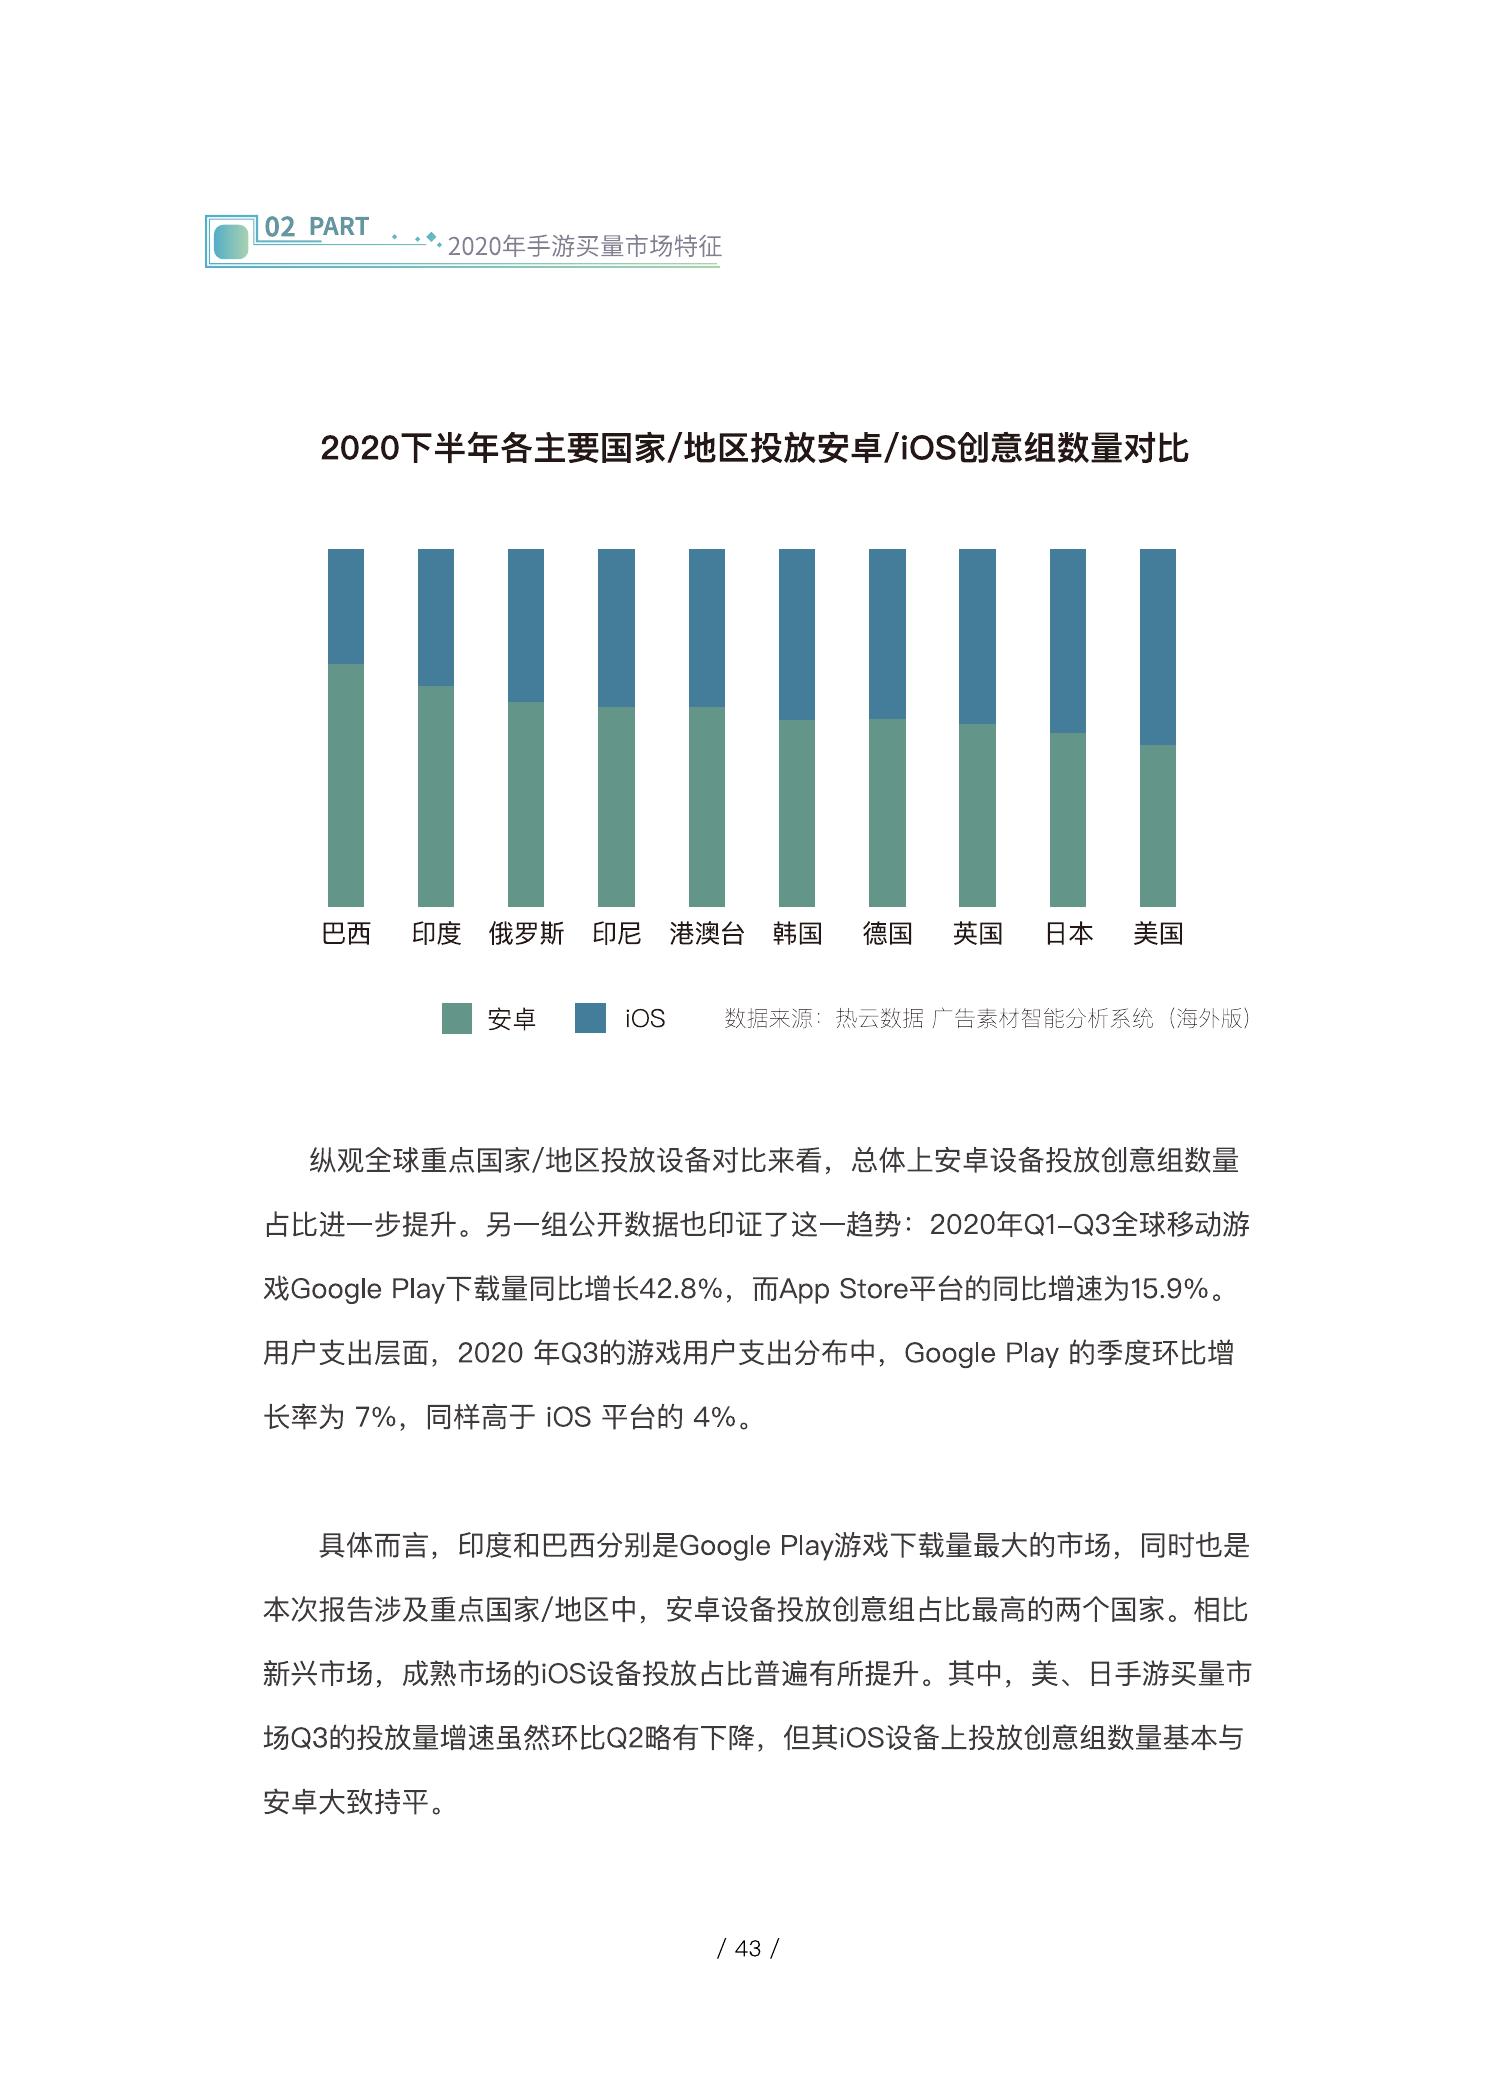 02 PART
2020年手游买量市场特征
2020下半年各主要国家/地区投放安卓/iOS创意组数量对比
巴西 印度 俄罗斯 印尼 港澳台 韩国 德国 英国 日本 美国
安卓 iOS 数据来源：热云数据 广告素材智能分析系统（海外版）
纵观全球重点国家/地区投放设备对比来看，总体上安卓设备投放创意组数量
占比进一步提升。另一组公开数据也印证了这一趋势：2020年Q1–Q3全球移动游
戏Google Play下载量同比增长42.8%，而App Store平台的同比增速为15.9%。
用户支出层面，2020 年Q3的游戏用户支出分布中，Google Play 的季度环比增
长率为 7%，同样高于 iOS 平台的 4%。
具体而言，印度和巴西分别是Google Play游戏下载量最大的市场，同时也是
本次报告涉及重点国家/地区中，安卓设备投放创意组占比最高的两个国家。相比
新兴市场，成熟市场的iOS设备投放占比普遍有所提升。其中，美、日手游买量市
场Q3的投放量增速虽然环比Q2略有下降，但其iOS设备上投放创意组数量基本与
安卓大致持平。
/ 43 /